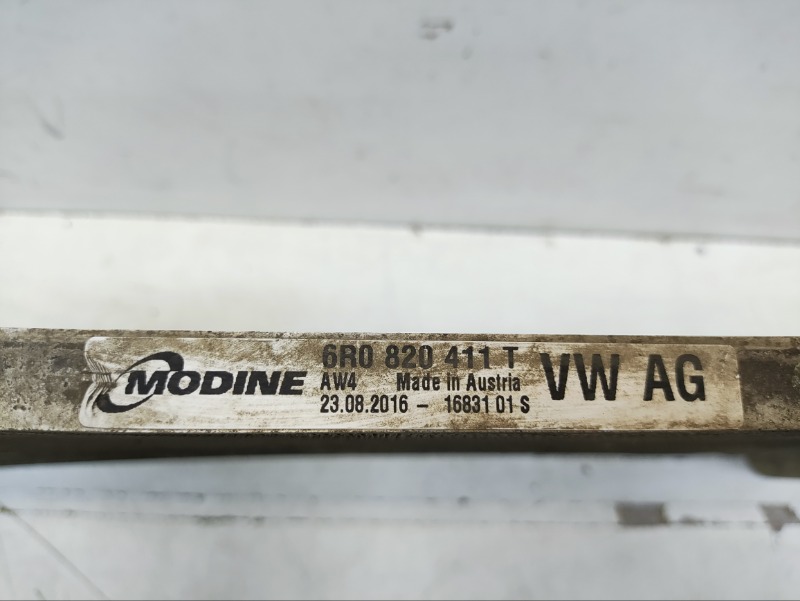 MODINE
6R0 820 411 T
AW4 Made in Austria
23.08.2016 - 16831 01 S
VW AG